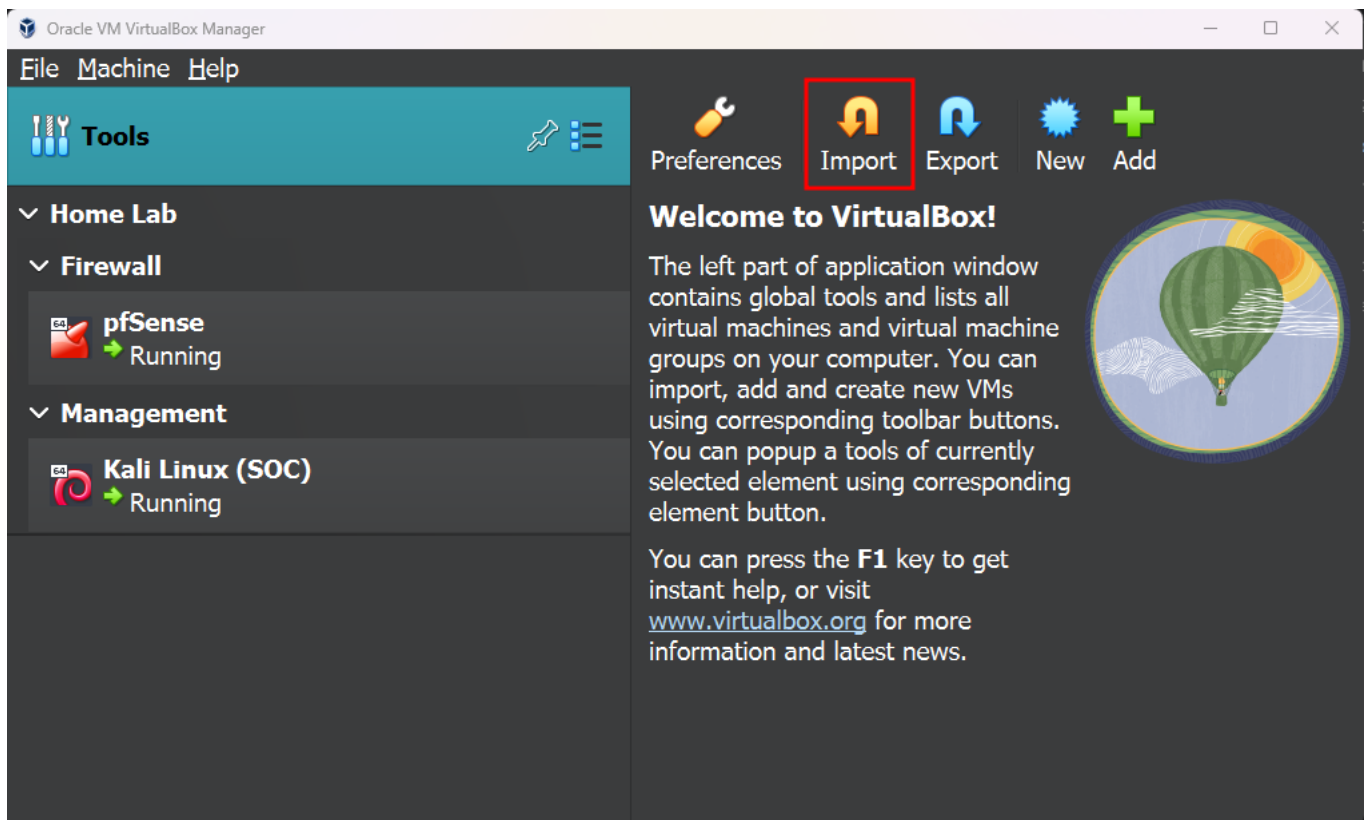 Oracle VM VirtualBox Manager
File Machine Help
Tools
Home Lab
Firewall
64
pfSense
Running
Management
64
Kali Linux (SOC)
Running
Preferences
Import
Export
New
Add
Welcome to VirtualBox!
The left part of application window
contains global tools and lists all
virtual machines and virtual machine
groups on your computer. You can
import, add and create new VMs
using corresponding toolbar buttons.
You can popup a tools of currently
selected element using corresponding
element button.
You can press the F1 key to get
instant help, or visit
www.virtualbox.org for more
information and latest news.